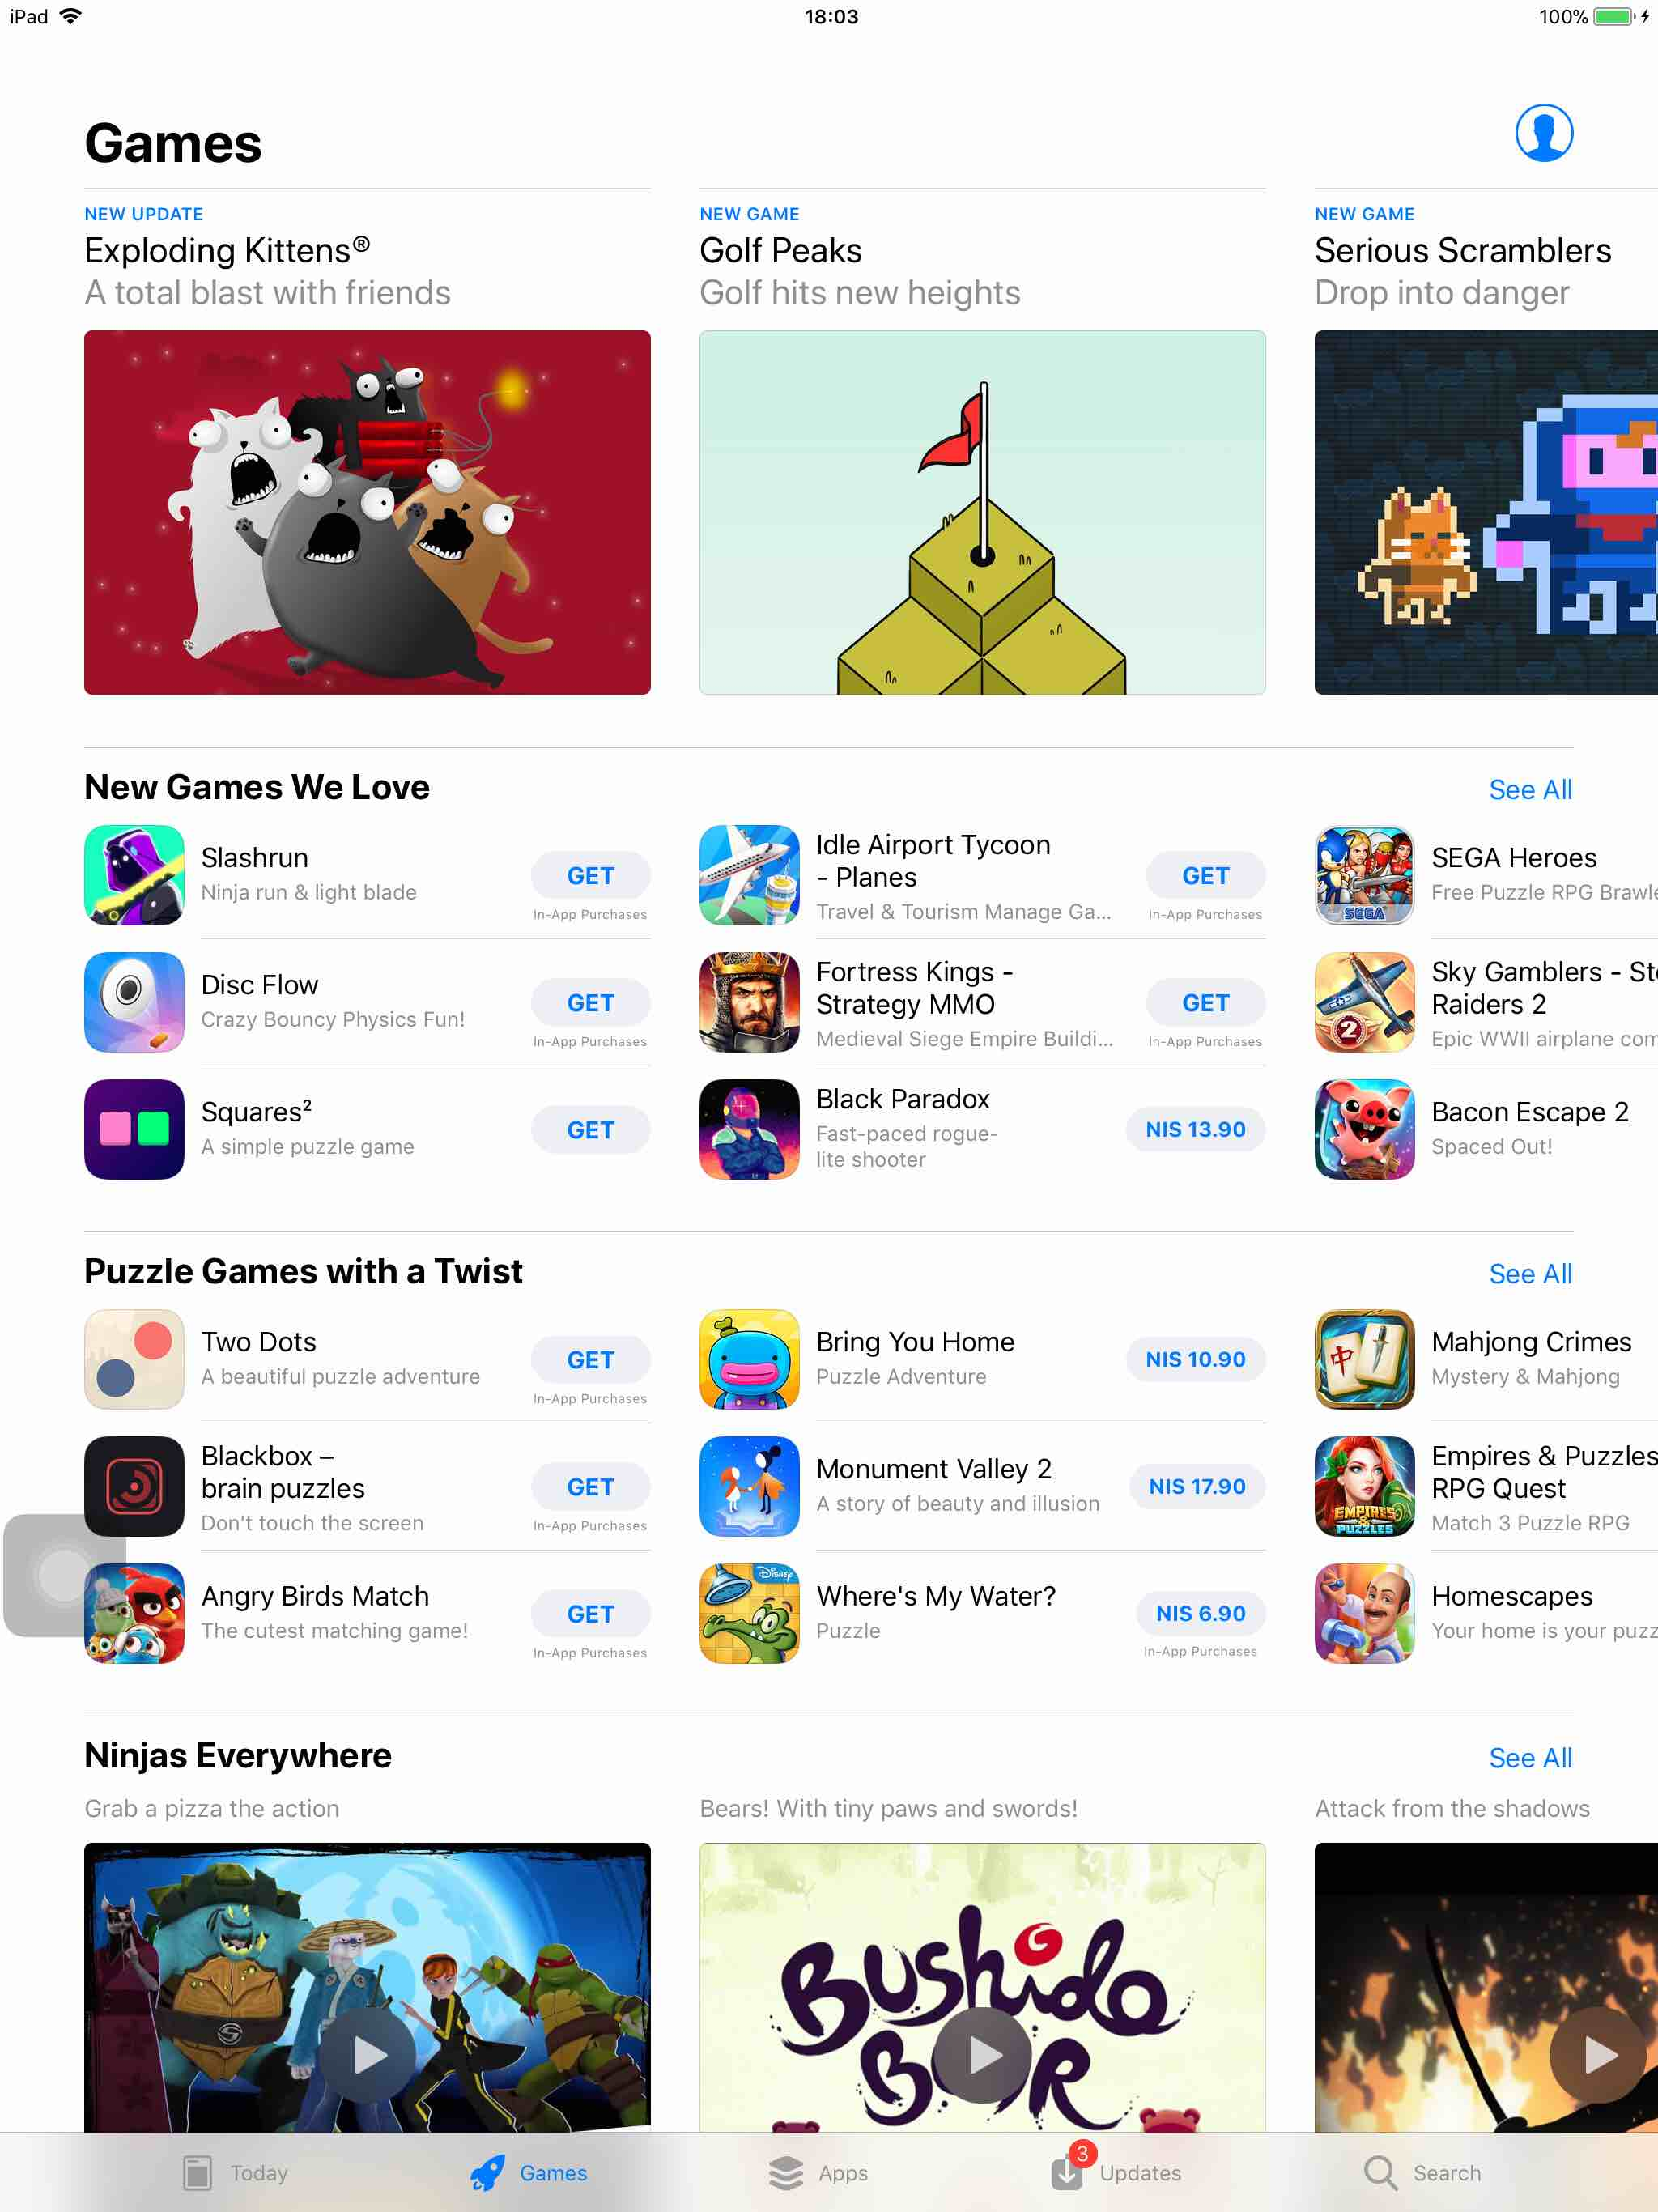 iPad
18:03
100%
Games
NEW UPDATE
Exploding Kittens®
A total blast with friends
NEW GAME
Golf Peaks
Golf hits new heights
NEW GAME
Serious Scramblers
Drop into danger
New Games We Love
See All
Slashrun
Ninja run & light blade
GET
In-App Purchases
Idle Airport Tycoon
- Planes
Travel & Tourism Manage Ga...
GET
In-App Purchases
SEGA
SEGA Heroes
Free Puzzle RPG Brawle
Disc Flow
Crazy Bouncy Physics Fun!
GET
In-App Purchases
Fortress Kings -
Strategy MMO
Medieval Siege Empire Buildi...
GET
In-App Purchases
2
Sky Gamblers - Sto
Raiders 2
Epic WWII airplane com
Squares²
A simple puzzle game
GET
Black Paradox
Fast-paced rogue-
lite shooter
NIS 13.90
Bacon Escape 2
Spaced Out!
Puzzle Games with a Twist
See All
Two Dots
A beautiful puzzle adventure
GET
In-App Purchases
Bring You Home
Puzzle Adventure
NIS 10.90
中
Mahjong Crimes
Mystery & Mahjong
Blackbox –
brain puzzles
Don't touch the screen
GET
In-App Purchases
Monument Valley 2
A story of beauty and illusion
NIS 17.90
EMPIRES
&
PUZZLES
Empires & Puzzles
RPG Quest
Match 3 Puzzle RPG
Angry Birds Match
The cutest matching game!
GET
In-App Purchases
Disney
Where's My Water?
Puzzle
NIS 6.90
In-App Purchases
Homescapes
Your home is your puzz
Ninjas Everywhere
See All
Grab a pizza the action
Bears! With tiny paws and swords!
Attack from the shadows
Bushido
BeaR
Today
Games
Apps
3
Updates
Search